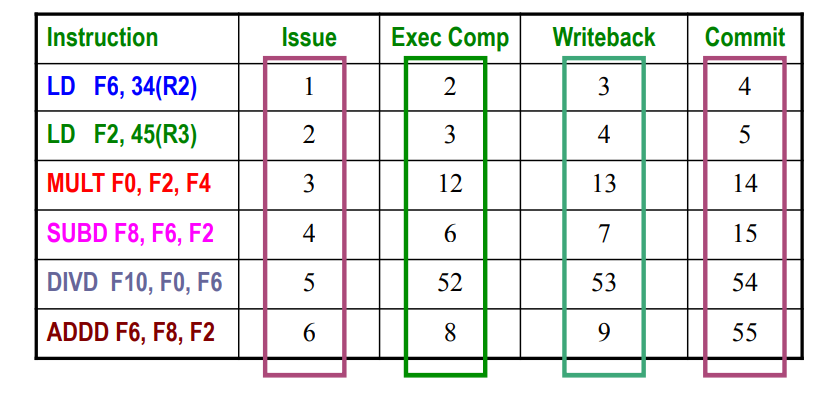 Instruction Issue Exec Comp Writeback Commit
LD F6, 34(R2) 1 2 3 4
LD F2, 45(R3) 2 3 4 5
MULT F0, F2, F4 3 12 13 14
SUBD F8, F6, F2 4 6 7 15
DIVD F10, F0, F6 5 52 53 54
ADDD F6, F8, F2 6 8 9 55